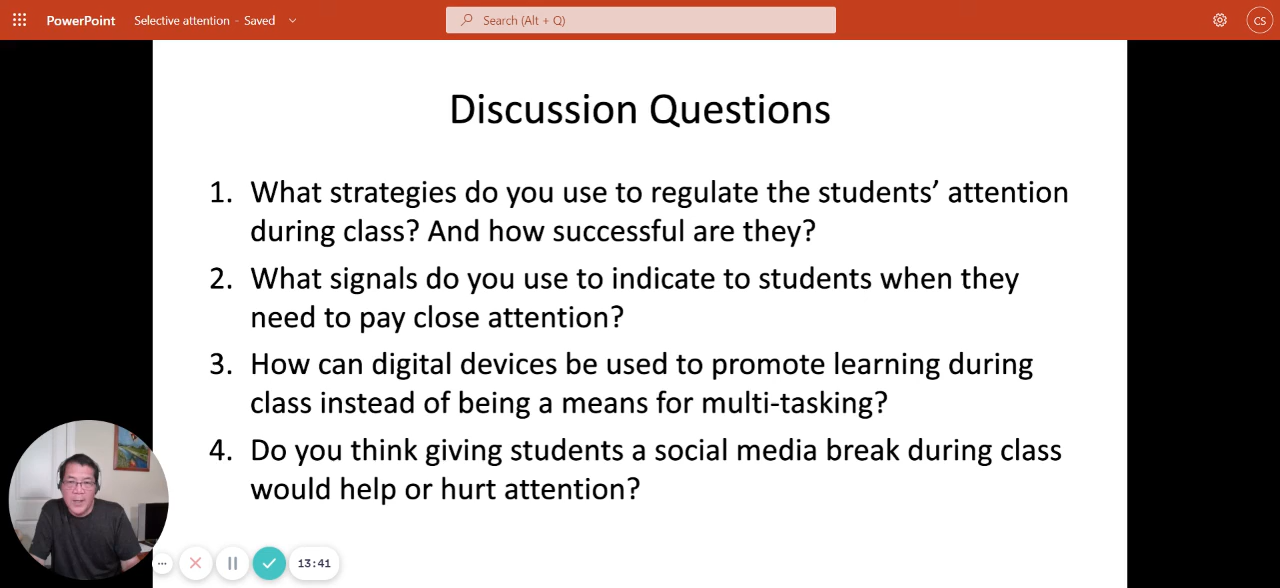 PowerPoint Selective attention - Saved Search (Alt + Q) CS
Discussion Questions
1. What strategies do you use to regulate the students’ attention
during class? And how successful are they?
2. What signals do you use to indicate to students when they
need to pay close attention?
3. How can digital devices be used to promote learning during
class instead of being a means for multi-tasking?
4. Do you think giving students a social media break during class
would help or hurt attention?
13:41